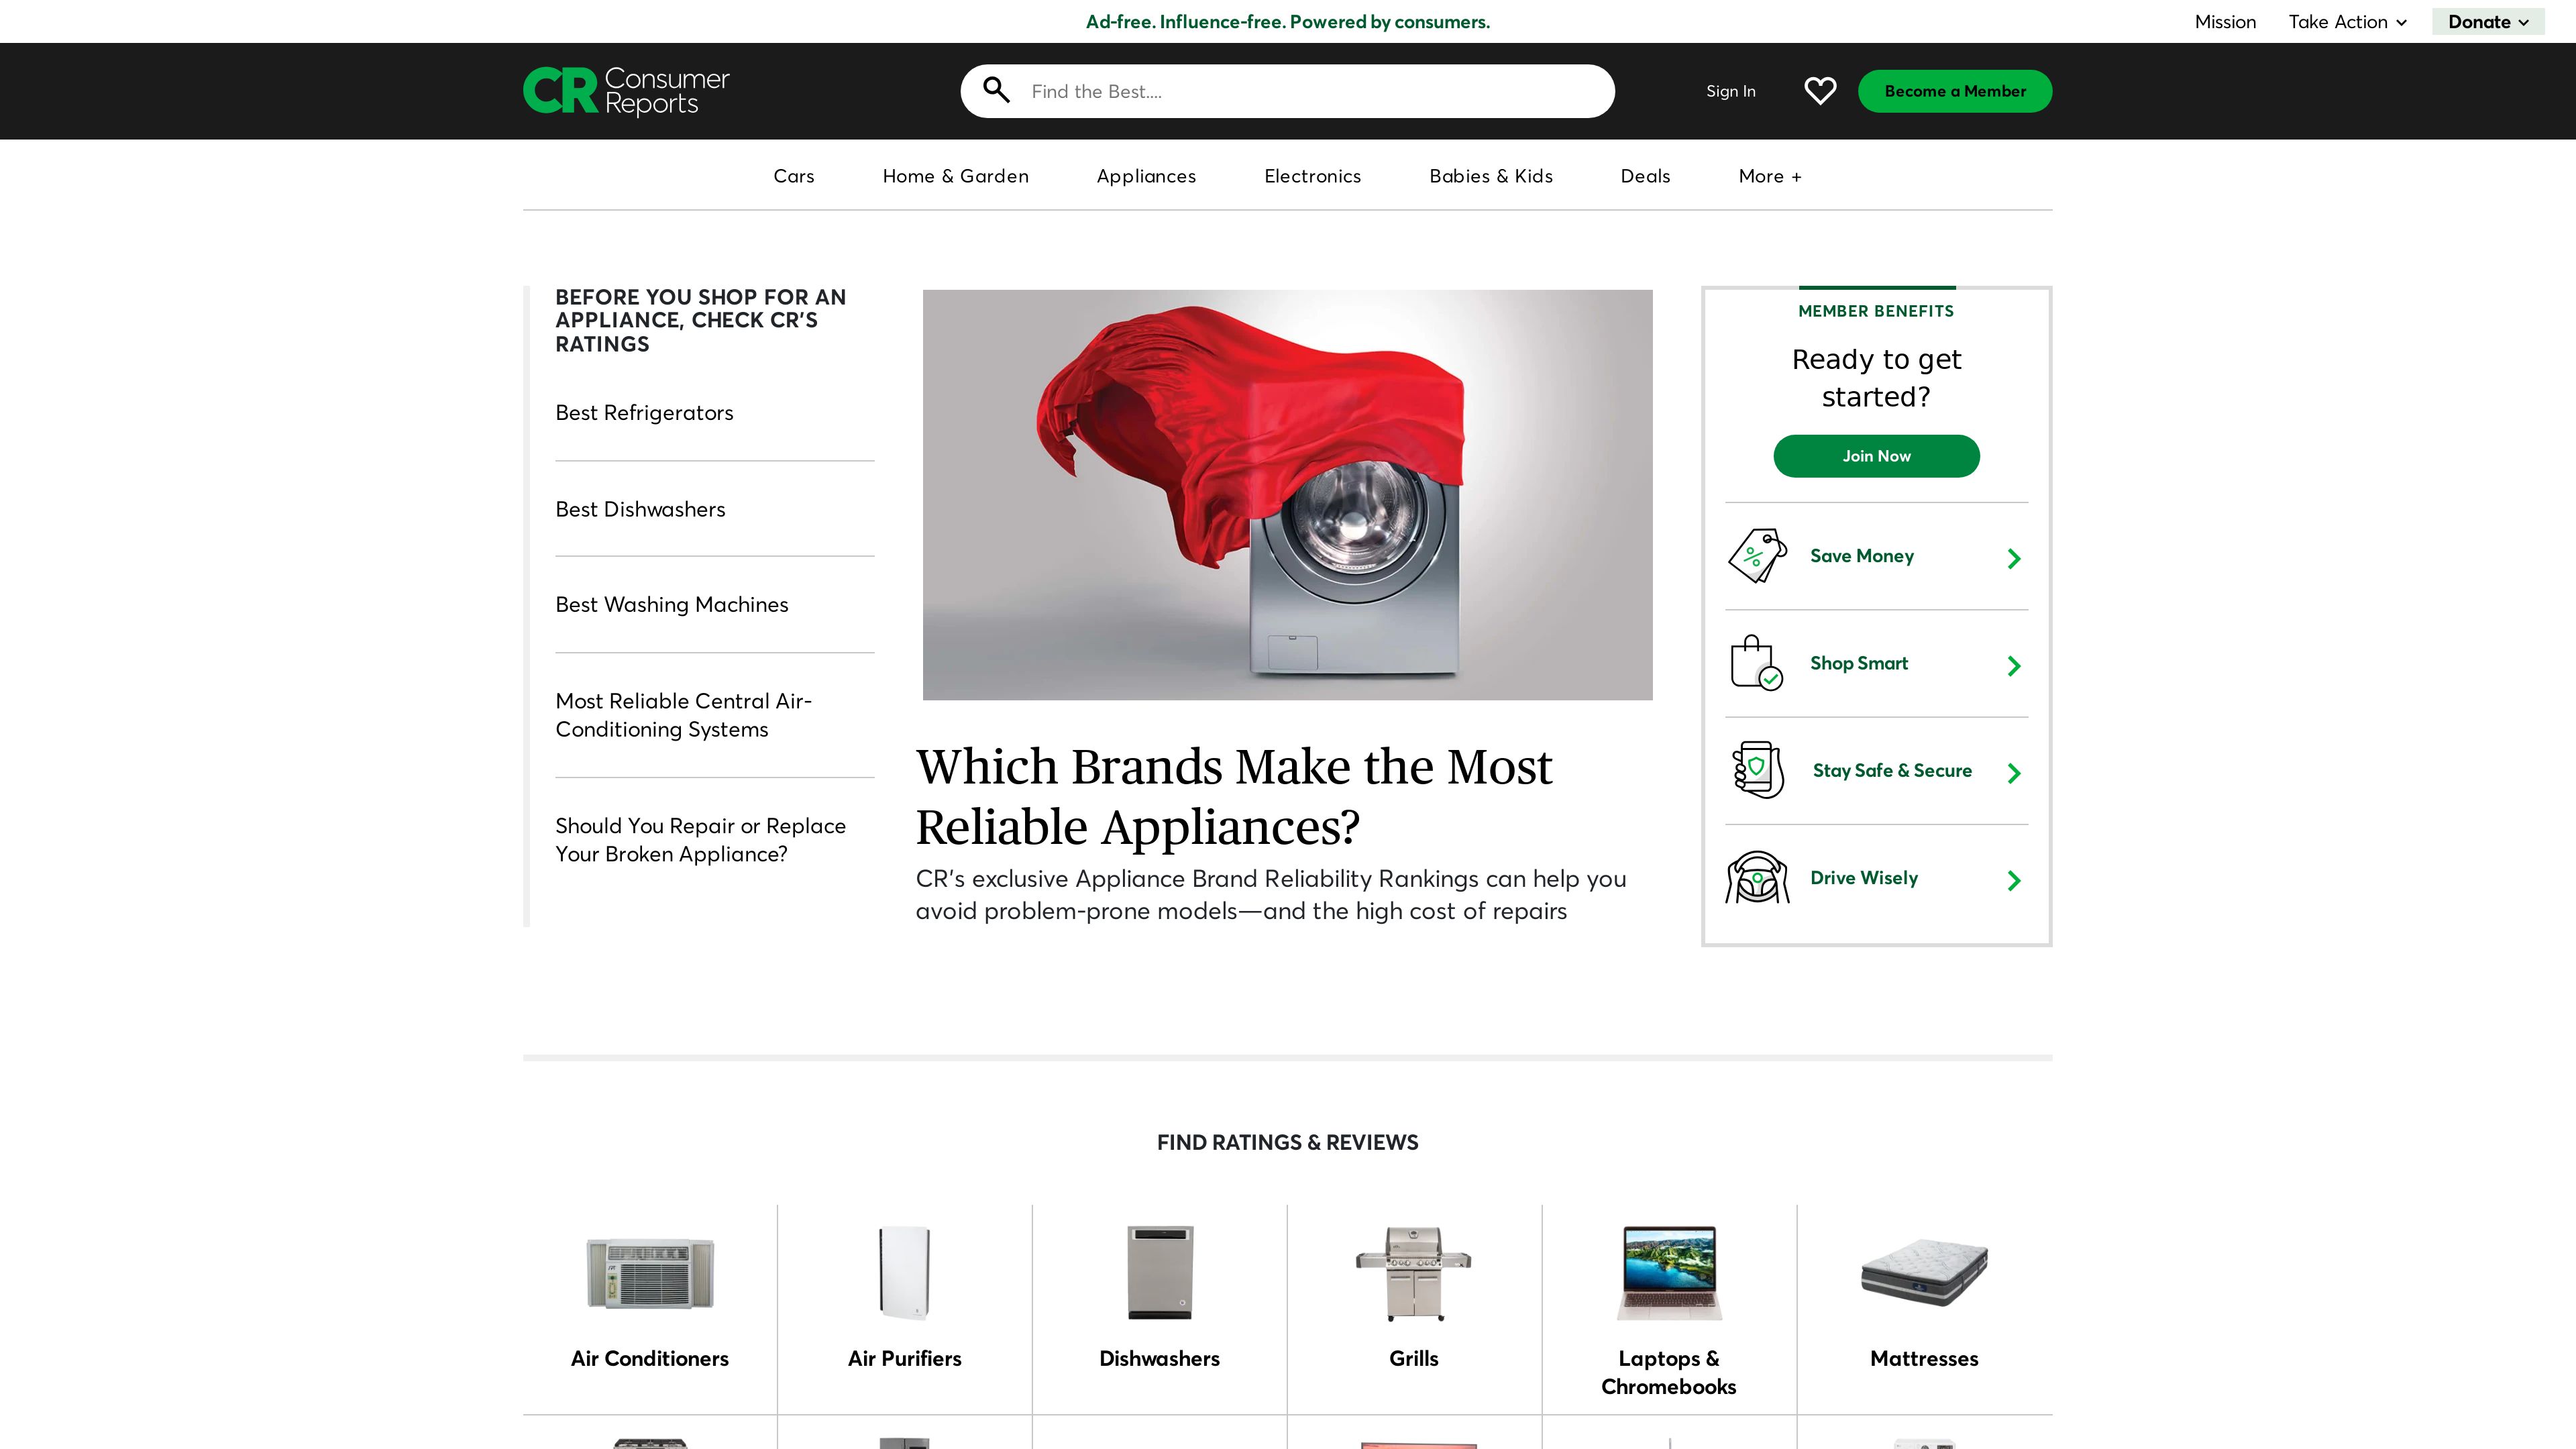 Ad-free. Influence-free. Powered by consumers.
Mission
Take Action
Donate
CR Consumer
Reports
Find the Best....
Sign In
Become a Member
Cars
Home & Garden
Appliances
Electronics
Babies & Kids
Deals
More +
BEFORE YOU SHOP FOR AN
APPLIANCE, CHECK CR'S
RATINGS
Best Refrigerators
Best Dishwashers
Best Washing Machines
Most Reliable Central Air-
Conditioning Systems
Should You Repair or Replace
Your Broken Appliance?
Which Brands Make the Most
Reliable Appliances?
CR's exclusive Appliance Brand Reliability Rankings can help you
avoid problem-prone models—and the high cost of repairs
MEMBER BENEFITS
Ready to get
started?
Join Now
Save Money
Shop Smart
Stay Safe & Secure
Drive Wisely
FIND RATINGS & REVIEWS
Air Conditioners
Air Purifiers
Dishwashers
Grills
Laptops &
Chromebooks
Mattresses